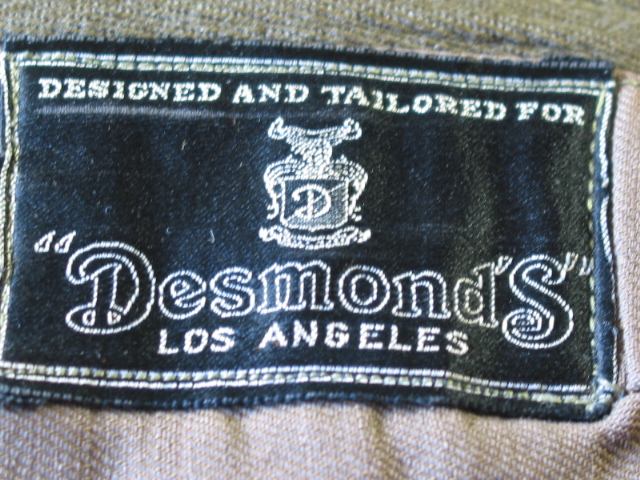 DESIGNED AND TAILORED FOR
D
"Desmond'S"
LOS ANGELES